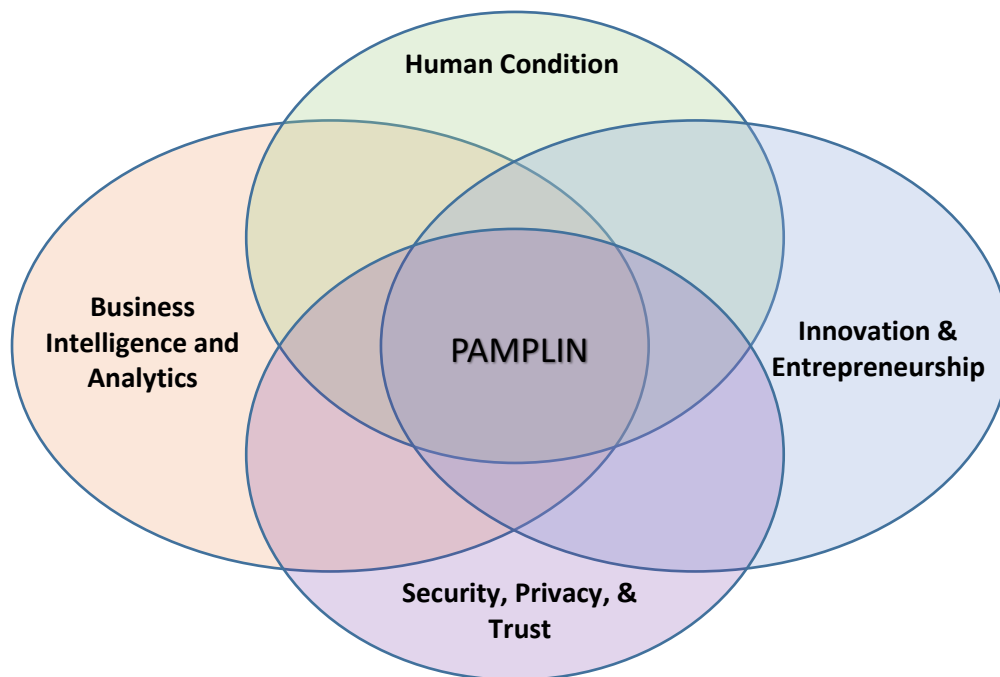 Human Condition
Business
Intelligence and
Analytics
PAMPLIN
Innovation &
Entrepreneurship
Security, Privacy, &
Trust